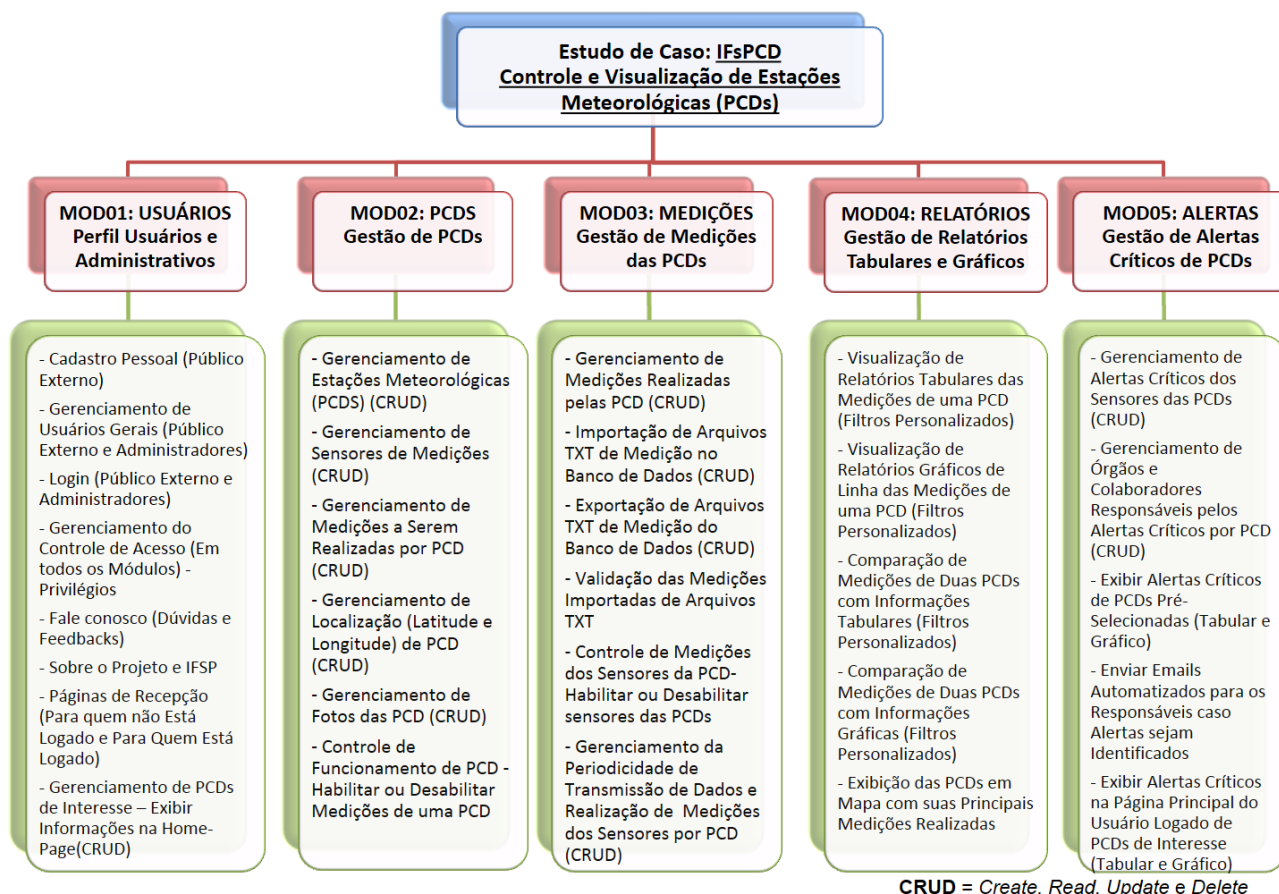 Estudo de Caso: IFsPCD
Controle e Visualização de Estações
Meteorológicas (PCDs)
MOD01: USUÁRIOS
Perfil Usuários e
Administrativos
MOD02: PCDS
Gestão de PCDs
MOD03: MEDIÇÕES
Gestão de Medições
das PCDs
MOD04: RELATÓRIOS
Gestão de Relatórios
Tabulares e Gráficos
MOD05: ALERTAS
Gestão de Alertas
Críticos de PCDs
- Cadastro Pessoal (Público
Externo)
- Gerenciamento de
Usuários Gerais (Público
Externo e Administradores)
- Login (Público Externo e
Administradores)
- Gerenciamento do
Controle de Acesso (Em
todos os Módulos) -
Privilégios
- Fale conosco (Dúvidas e
Feedbacks)
- Sobre o Projeto e IFSP
- Páginas de Recepção
(Para quem não Está
Logado e Para Quem Está
Logado)
- Gerenciamento de PCDs
de Interesse – Exibir
Informações na Home-
Page(CRUD)
- Gerenciamento de
Estações Meteorológicas
(PCDS) (CRUD)
- Gerenciamento de
Sensores de Medições
(CRUD)
- Gerenciamento de
Medições a Serem
Realizadas por PCD
(CRUD)
- Gerenciamento de
Localização (Latitude e
Longitude) de PCD
(CRUD)
- Gerenciamento de
Fotos das PCD (CRUD)
- Controle de
Funcionamento de PCD -
Habilitar ou Desabilitar
Medições de uma PCD
- Gerenciamento de
Medições Realizadas
pelas PCD (CRUD)
- Importação de Arquivos
TXT de Medição no
Banco de Dados (CRUD)
- Exportação de Arquivos
TXT de Medição do
Banco de Dados (CRUD)
- Validação das Medições
Importadas de Arquivos
TXT
- Controle de Medições
dos Sensores da PCD-
Habilitar ou Desabilitar
sensores das PCDs
- Gerenciamento da
Periodicidade de
Transmissão de Dados e
Realização de Medições
dos Sensores por PCD
(CRUD)
- Visualização de
Relatórios Tabulares das
Medições de uma PCD
(Filtros Personalizados)
- Visualização de
Relatórios Gráficos de
Linha das Medições de
uma PCD (Filtros
Personalizados)
- Comparação de
Medições de Duas PCDs
com Informações
Tabulares (Filtros
Personalizados)
- Comparação de
Medições de Duas PCDs
com Informações
Gráficas (Filtros
Personalizados)
- Exibição das PCDs em
Mapa com suas Principais
Medições Realizadas
- Gerenciamento de
Alertas Críticos dos
Sensores das PCDs
(CRUD)
- Gerenciamento de
Órgãos e
Colaboradores
Responsáveis pelos
Alertas Críticos por PCD
(CRUD)
- Exibir Alertas Críticos
de PCDs Pré-
Selecionadas (Tabular e
Gráfico)
- Enviar Emails
Automatizados para os
Responsáveis caso
Alertas sejam
Identificados
- Exibir Alertas Críticos
na Página Principal do
Usuário Logado de
PCDs de Interesse
(Tabular e Gráfico)
CRUD = Create, Read, Update e Delete